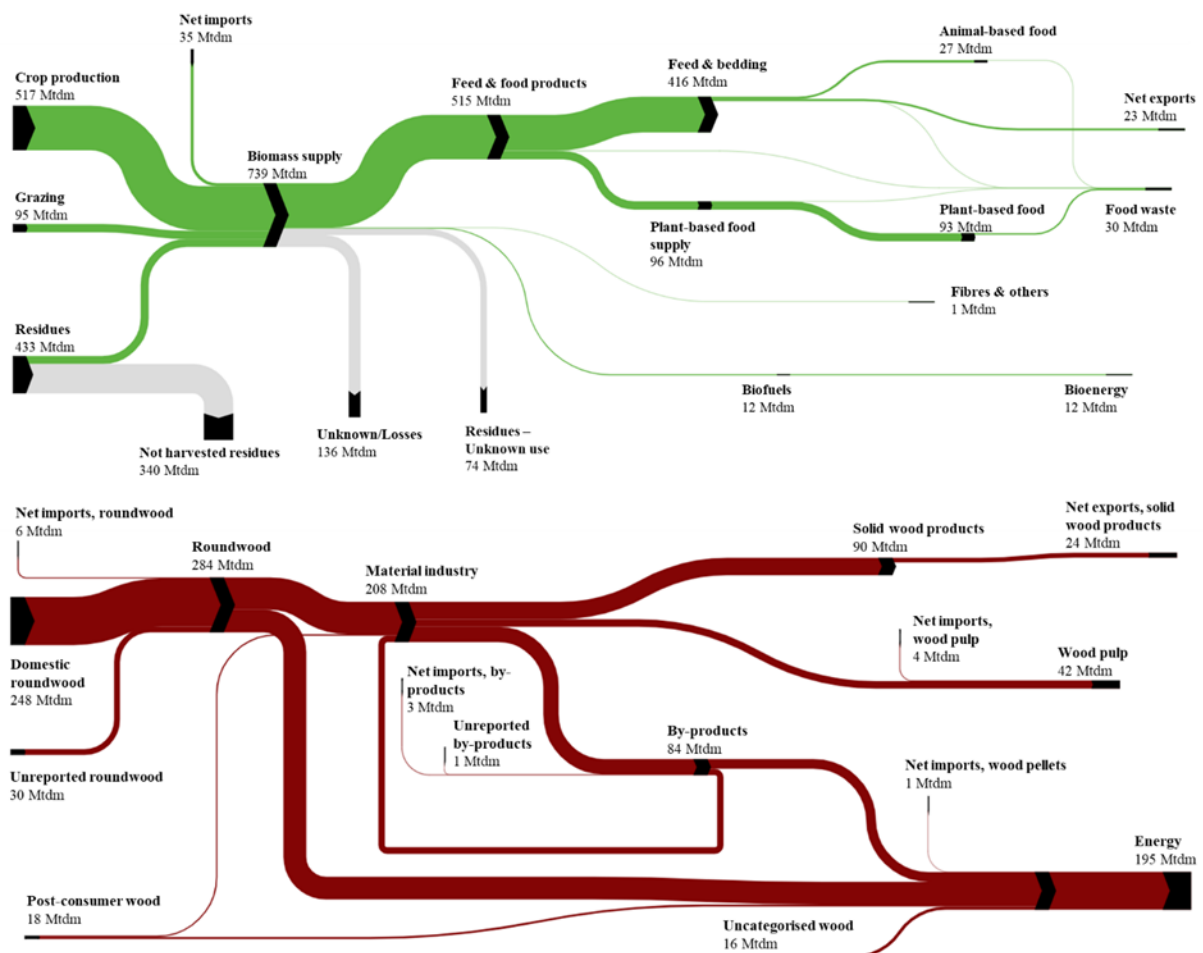 Net imports
35 Mtdm
Crop production
517 Mtdm
Biomass supply
739 Mtdm
Grazing
95 Mtdm
Residues
433 Mtdm
Not harvested residues
340 Mtdm
Unknown/Losses
136 Mtdm
Residues –
Unknown use
74 Mtdm
Feed & food products
515 Mtdm
Feed & bedding
416 Mtdm
Plant-based food
supply
96 Mtdm
Animal-based food
27 Mtdm
Net exports
23 Mtdm
Plant-based food
93 Mtdm
Food waste
30 Mtdm
Fibres & others
1 Mtdm
Biofuels
12 Mtdm
Bioenergy
12 Mtdm
Net imports, roundwood
6 Mtdm
Roundwood
284 Mtdm
Material industry
208 Mtdm
Solid wood products
90 Mtdm
Net exports, solid
wood products
24 Mtdm
Domestic
roundwood
248 Mtdm
Unreported roundwood
30 Mtdm
Net imports, by-
products
3 Mtdm
Unreported
by-products
1 Mtdm
By-products
84 Mtdm
Net imports,
wood pulp
4 Mtdm
Wood pulp
42 Mtdm
Net imports, wood pellets
1 Mtdm
Energy
195 Mtdm
Post-consumer wood
18 Mtdm
Uncategorised wood
16 Mtdm